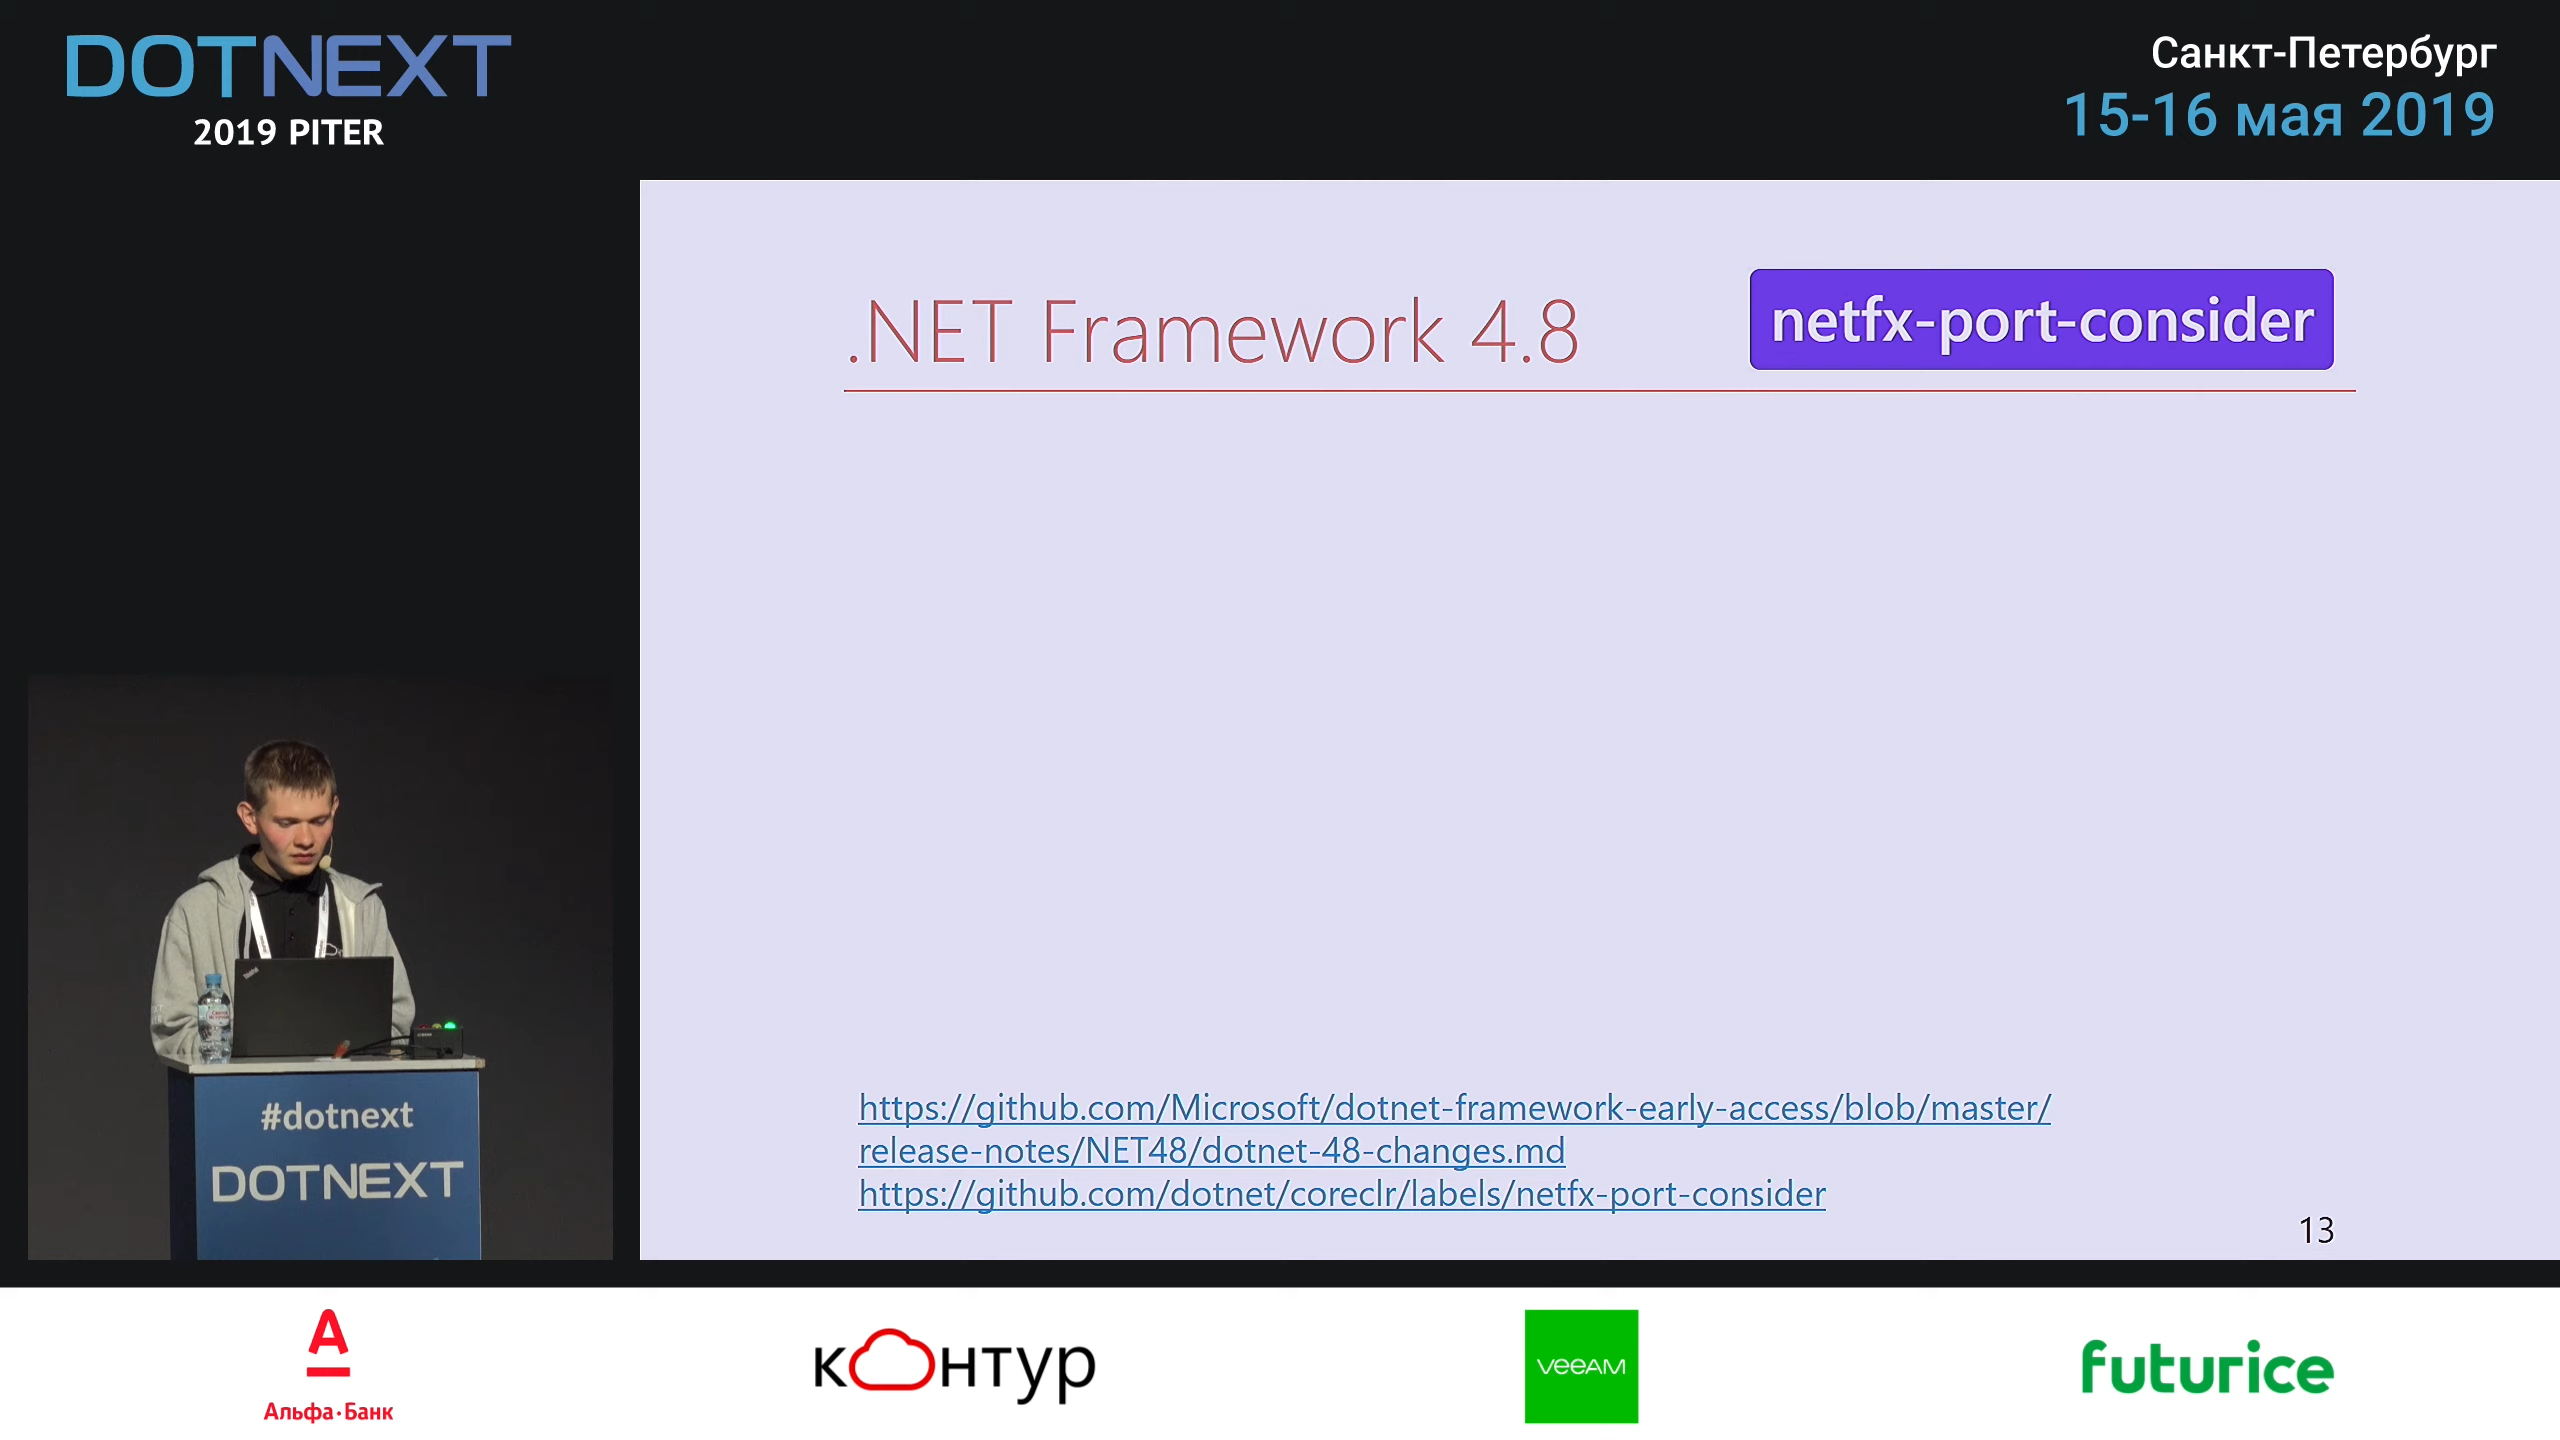 DOTNEXT
2019 PITER
Санкт-Петербург
15-16 мая 2019
.NET Framework 4.8
netfx-port-consider
https://github.com/Microsoft/dotnet-framework-early-access/blob/master/
release-notes/NET48/dotnet-48-changes.md
https://github.com/dotnet/coreclr/labels/netfx-port-consider
13
ThinkPad
#dotnext
DOTNEXT
Альфа·Банк
контур
veeAM
futurice